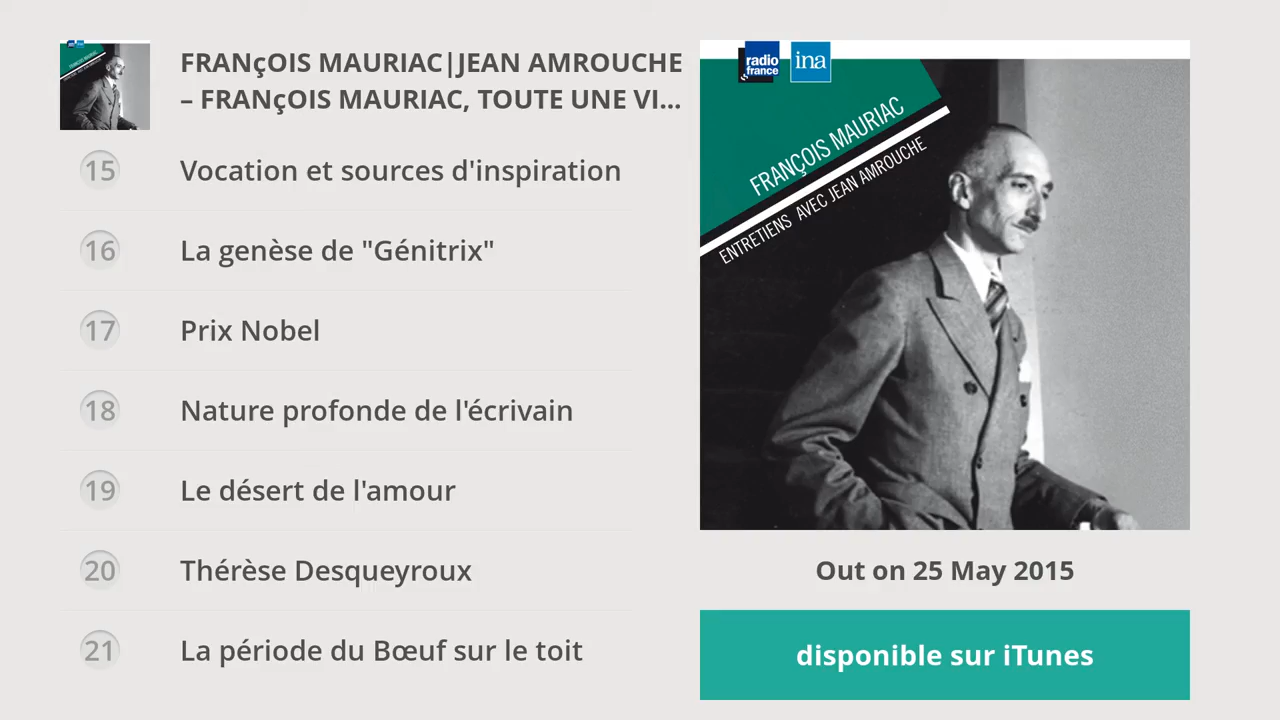 FRANçOIS MAURIAC|JEAN AMROUCHE
– FRANçOIS MAURIAC, TOUTE UNE VI...
15 Vocation et sources d'inspiration
16 La genèse de "Génitrix"
17 Prix Nobel
18 Nature profonde de l'écrivain
19 Le désert de l'amour
20 Thérèse Desqueyroux
21 La période du Bœuf sur le toit
radio
france
ina
FRANÇOIS MAURIAC
ENTRETIENS AVEC JEAN AMROUCHE
Out on 25 May 2015
disponible sur iTunes